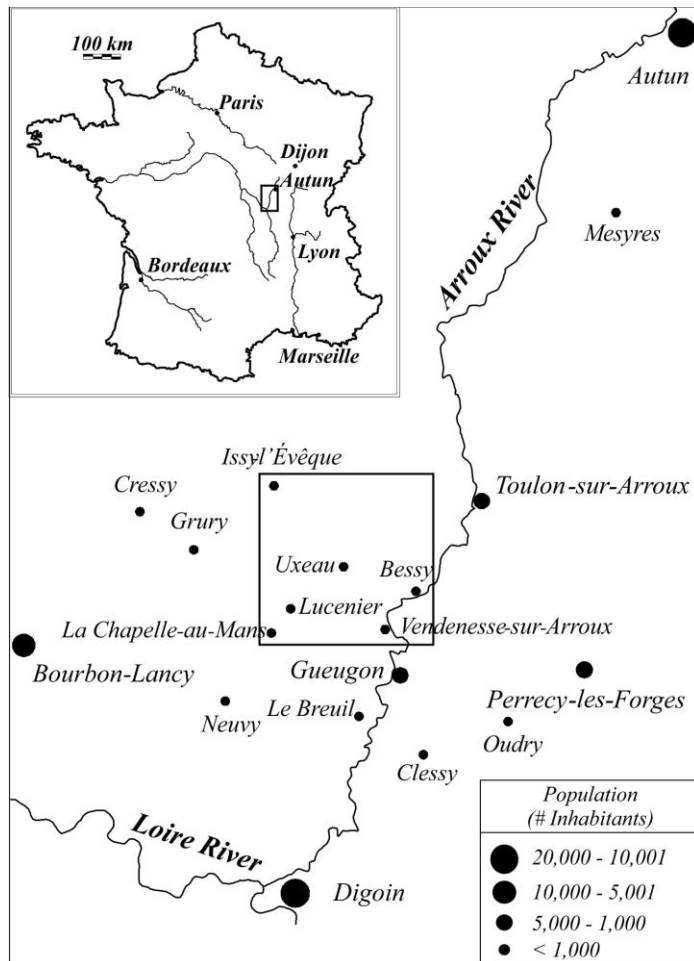 100 km
Paris
Dijon
Autun
Lyon
Bordeaux
Marseille
Autun
Mesyres
Arroux River
Issy-l'Évêque
Cressy
Grury
Toulon-sur-Arroux
Uxeau
Bessy
Lucenier
La Chapelle-au-Mans
Vendenesse-sur-Arroux
Bourbon-Lancy
Gueugon
Perrecy-les-Forges
Neuvy
Le Breuil
Oudry
Clessy
Loire River
Digoin
Population
(# Inhabitants)
20,000 - 10,001
10,000 - 5,001
5,000 - 1,000
< 1,000